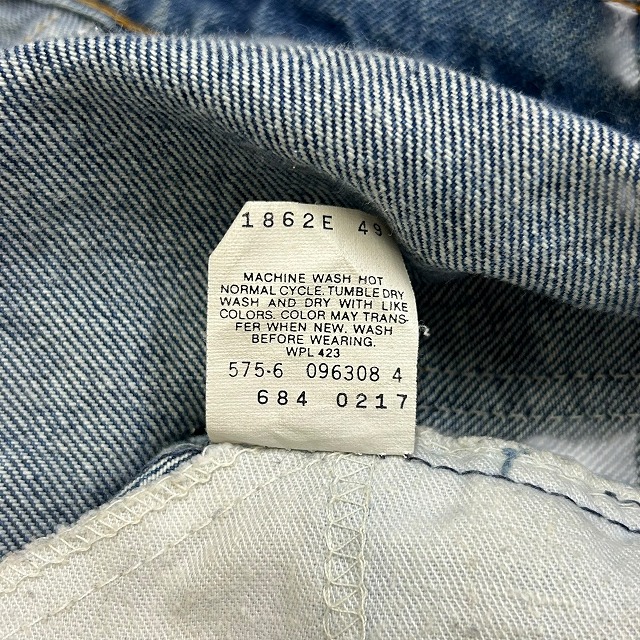 1862E 49
MACHINE WASH HOT
NORMAL CYCLE. TUMBLE DRY
WASH AND DRY WITH LIKE
COLORS. COLOR MAY TRANS-
FER WHEN NEW. WASH
BEFORE WEARING.
WPL 423
575-6 096308 4
684 0217